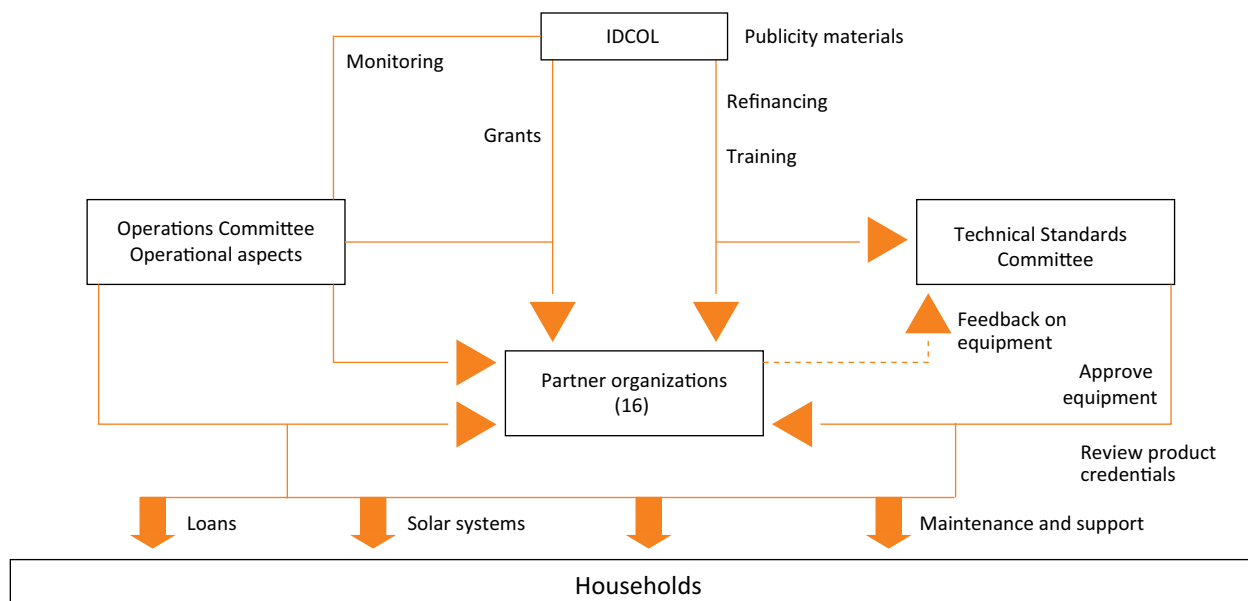 IDCOL
Publicity materials
Monitoring
Refinancing
Grants
Training
Operations Committee
Operational aspects
Technical Standards
Committee
Feedback on
equipment
Partner organizations
(16)
Approve
equipment
Review product
credentials
Loans
Solar systems
Maintenance and support
Households